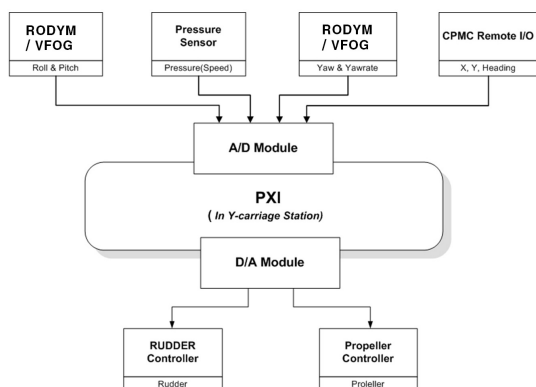 RODYM
/ VFOG
Roll & Pitch
Pressure
Sensor
Pressure(Speed)
RODYM
/ VFOG
Yaw & Yawrate
CPMC Remote I/O
X, Y, Heading
A/D Module
PXI
( In Y-carriage Station)
D/A Module
RUDDER
Controller
Rudder
Propeller
Controller
Proleller